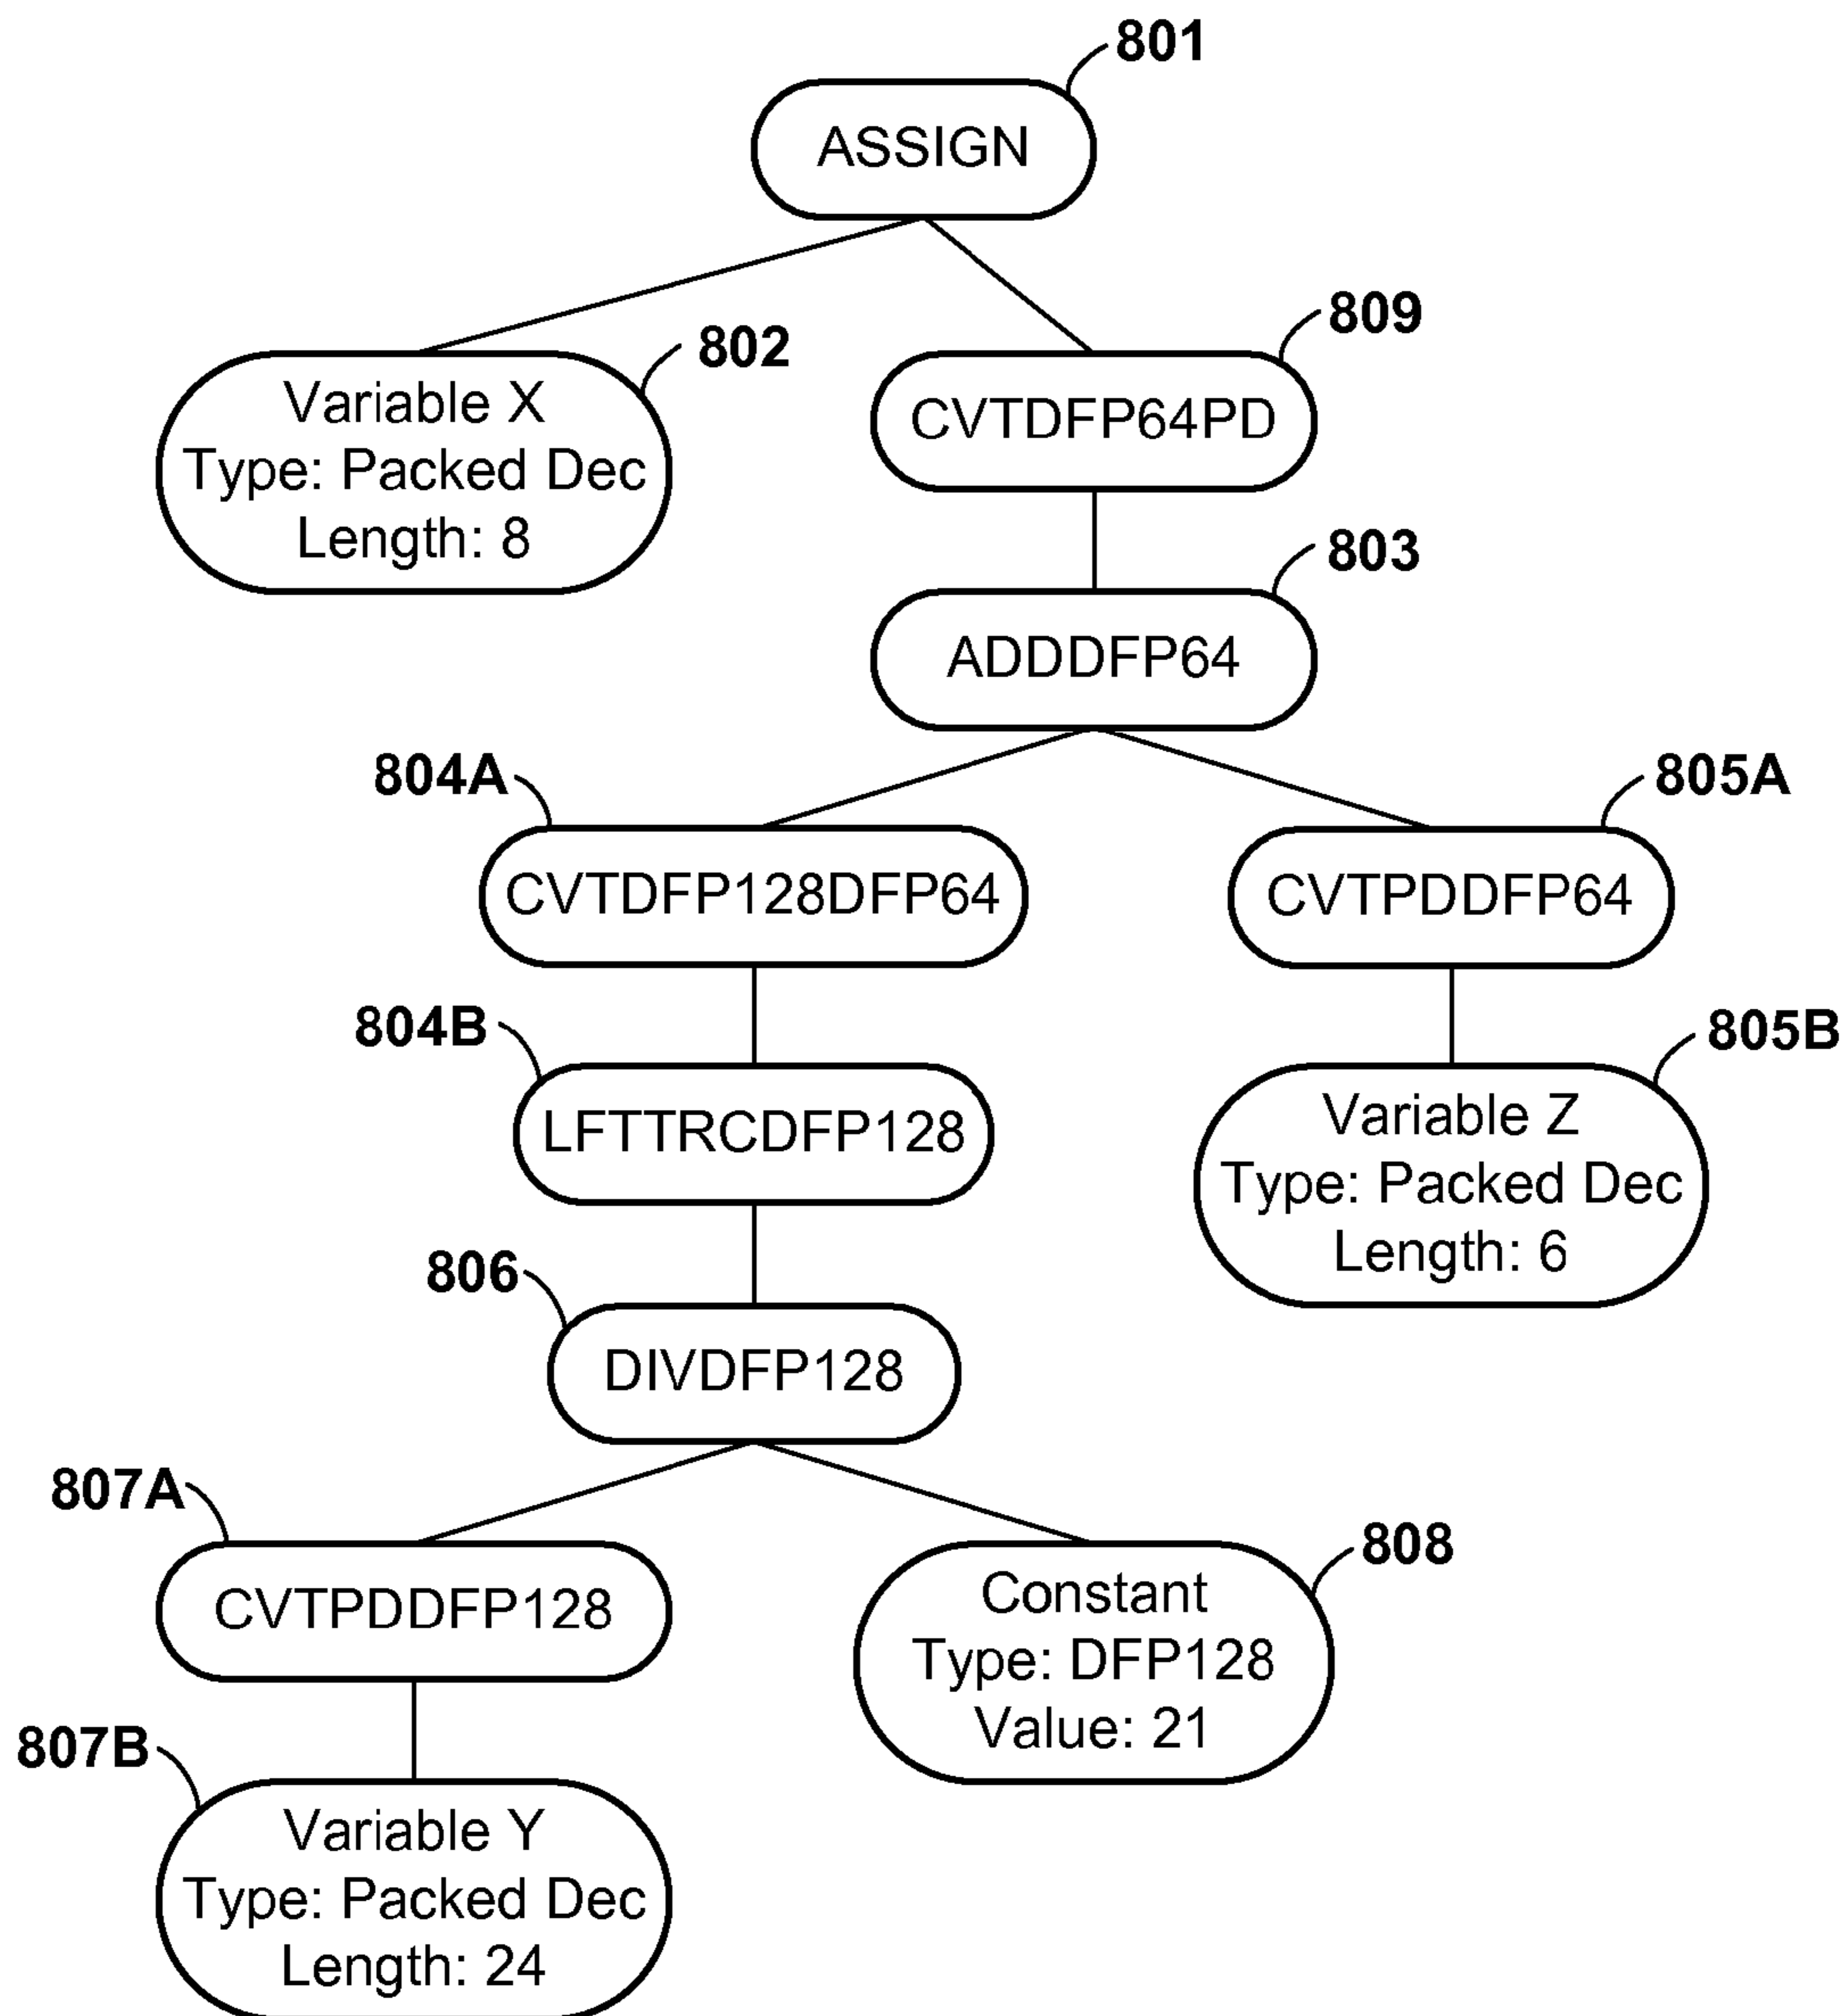 801
ASSIGN
809
802
Variable X
Type: Packed Dec
Length: 8
CVTDFP64PD
803
ADDDFP64
804A
805A
CVTDFP128DFP64
CVTPDDFP64
804B
805B
LFTTRCDFP128
Variable Z
Type: Packed Dec
Length: 6
806
DIVDFP128
807A
808
CVTPDDFP128
Constant
Type: DFP128
Value: 21
807B
Variable Y
Type: Packed Dec
Length: 24